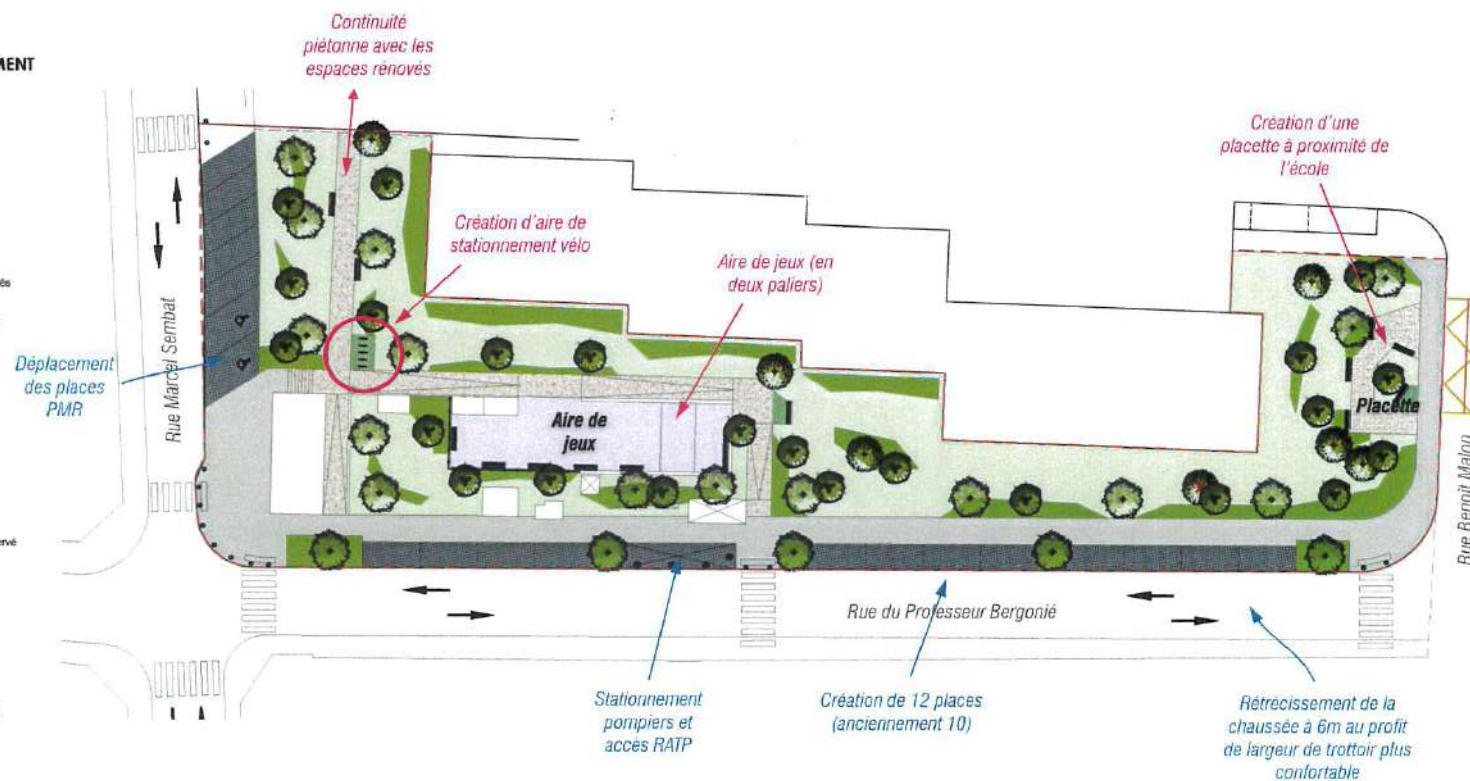 MENT
Continuité
piétonne avec les
espaces rénovés
Création d'une
placette à proximité de
l'école
Création d'aire de
stationnement vélo
Aire de jeux (en
deux paliers)
és
Rue Marcel Sembat
Déplacement
des places
PMR
Aire de
jeux
Placette
Rue Benoit Malon
ervé
Rue du Professeur Bergonié
Stationnement
pompiers et
accès RATP
Création de 12 places
(anciennement 10)
Rétrécissement de la
chaussée à 6m au profit
de largeur de trottoir plus
confortable